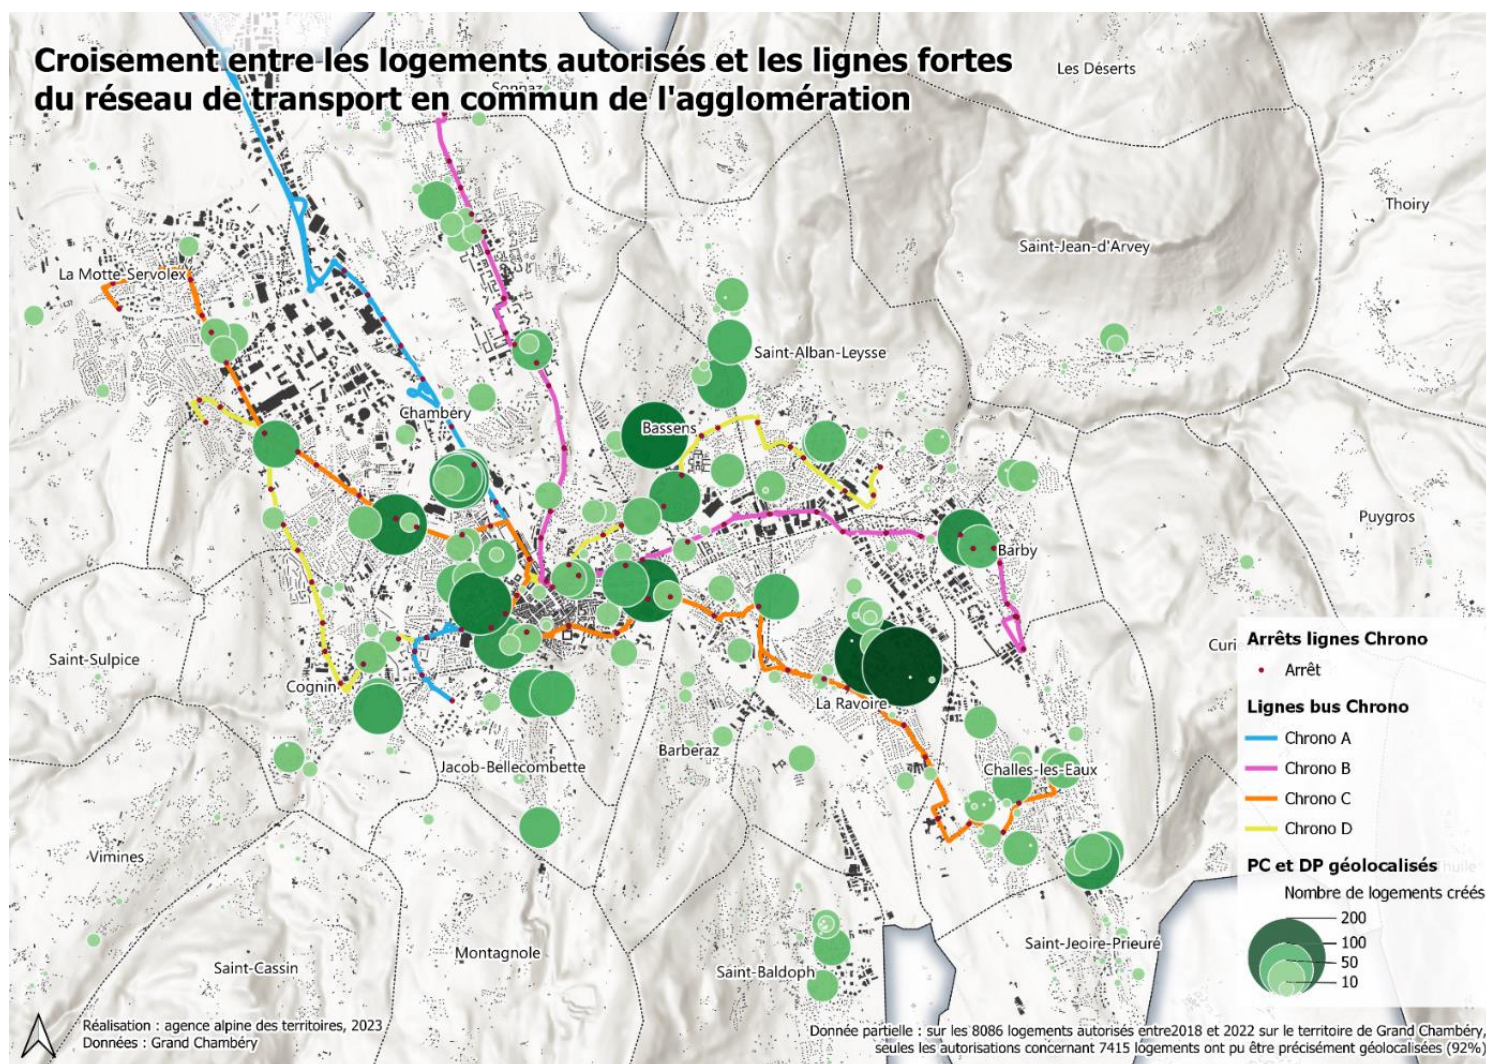 Croisement entre les logements autorisés et les lignes fortes
du réseau de transport en commun de l'agglomération
Les Déserts
Sonnaz
Thoiry
Saint-Jean-d'Arvey
La Motte-Servolex
Saint-Alban-Leysse
Chambéry
Bassens
Puygros
Barby
Saint-Sulpice
Cognin
La Ravoire
Barberaz
Jacob-Bellecombette
Challes-les-Eaux
Vimines
Montagnole
Saint-Cassin
Saint-Baldoph
Saint-Jeoire-Prieuré
Arrêts lignes Chrono
Arrêt
Lignes bus Chrono
Chrono A
Chrono B
Chrono C
Chrono D
PC et DP géolocalisés
Nombre de logements créés
200
100
50
10
Réalisation : agence alpine des territoires, 2023
Données : Grand Chambéry
Donnée partielle : sur les 8086 logements autorisés entre2018 et 2022 sur le territoire de Grand Chambéry,
seules les autorisations concernant 7415 logements ont pu être précisément géolocalisées (92%)